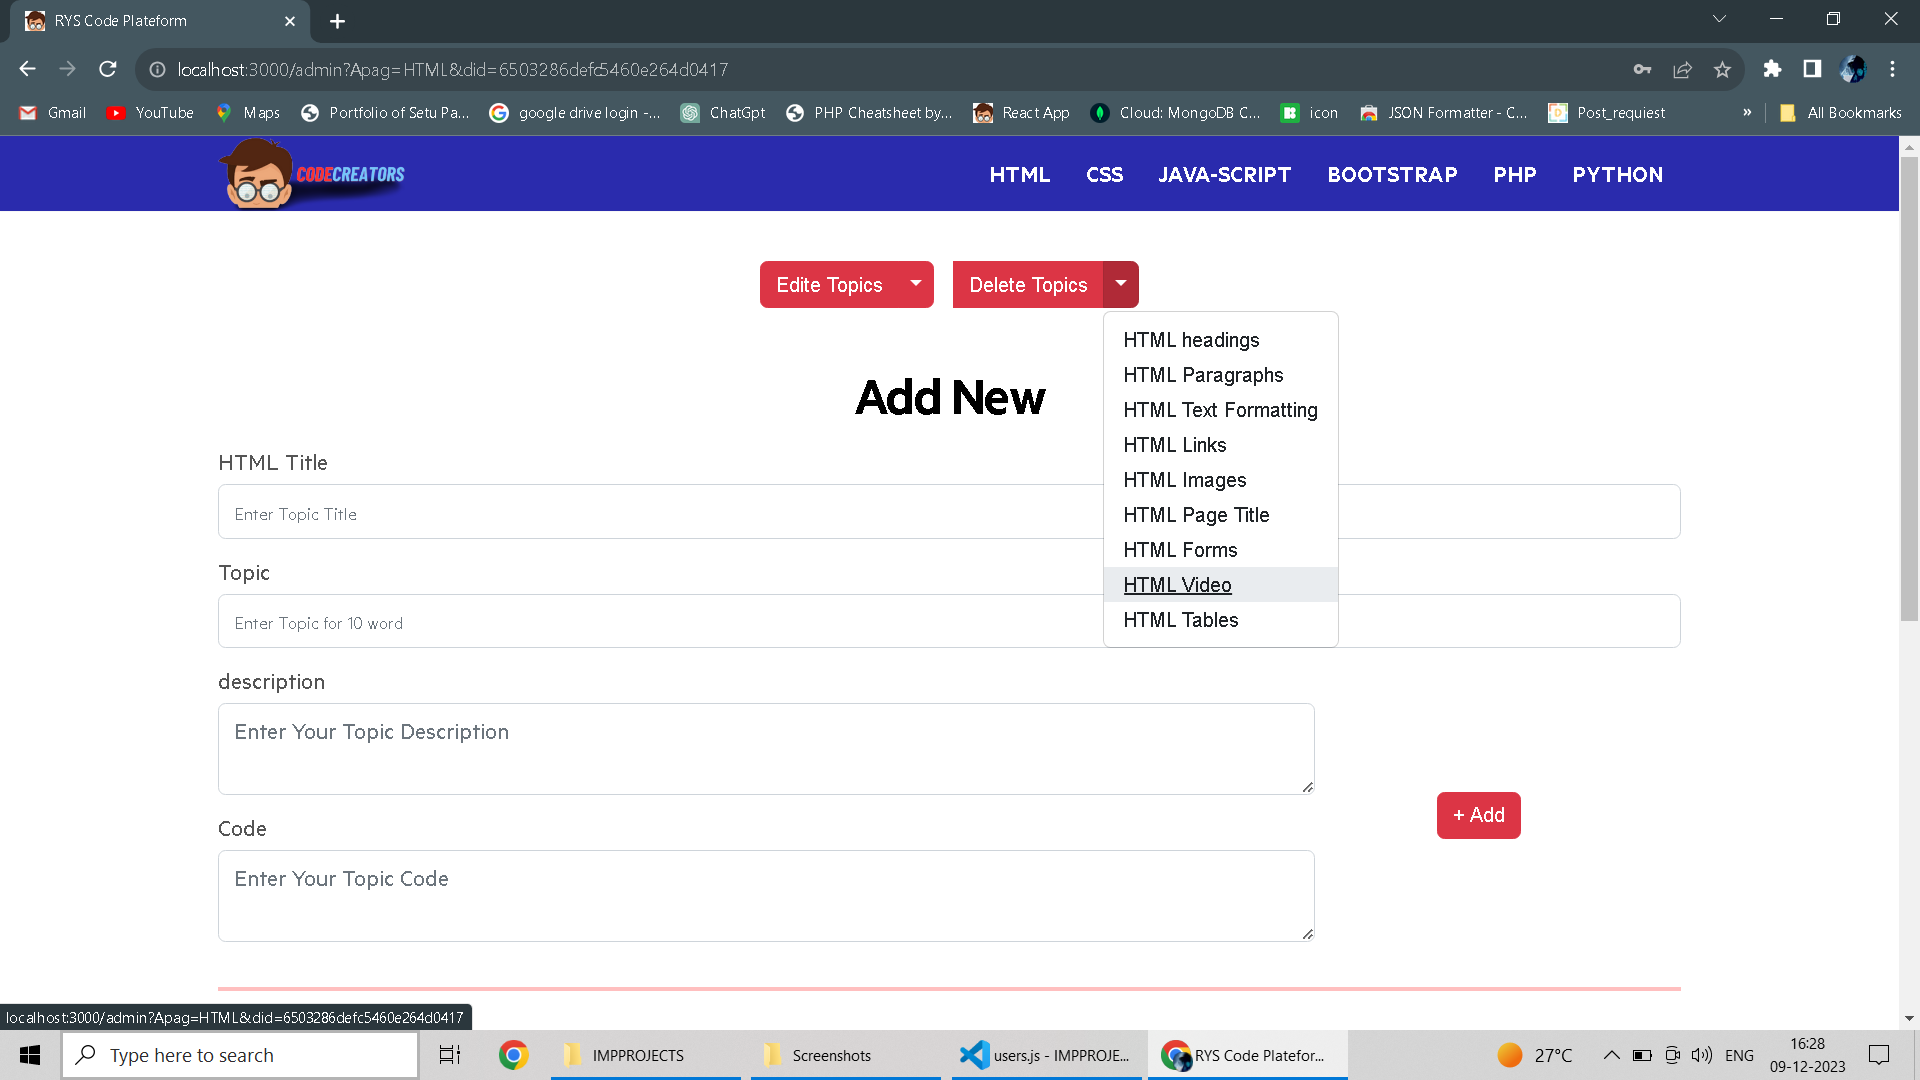 RYS Code Plateform
localhost:3000/admin?Apag=HTML&did=6503286defc5460e264d0417
Gmail YouTube Maps Portfolio of Setu Pa... google drive login -... ChatGpt PHP Cheatsheet by... React App Cloud: MongoDB C... icon JSON Formatter - C... Post_requiest » All Bookmarks
CODECREATORS HTML CSS JAVA-SCRIPT BOOTSTRAP PHP PYTHON
Edite Topics Delete Topics
HTML headings
HTML Paragraphs
HTML Text Formatting
HTML Links
HTML Images
HTML Page Title
HTML Forms
HTML Video
HTML Tables
Add New
HTML Title
Enter Topic Title
Topic
Enter Topic for 10 word
description
Enter Your Topic Description
+ Add
Code
Enter Your Topic Code
localhost:3000/admin?Apag=HTML&did=6503286defc5460e264d0417
Type here to search IMPPROJECTS Screenshots users.js - IMPPROJE... RYS Code Platefor... 27°C ENG 16:28
09-12-2023